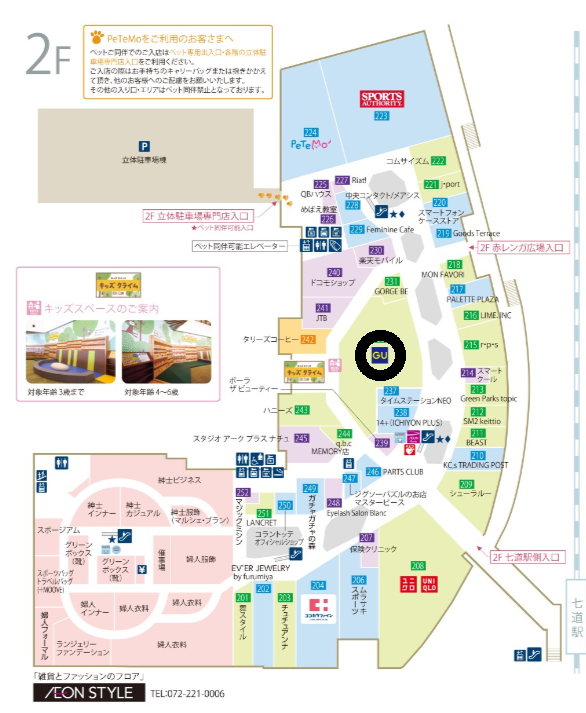 2F
PeTeMoをご利用のお客さまへ
ペットご同伴でのご入店はペット専用出入口・各階の立体駐
車場専門店入口をご利用ください。
ご入店の際はお手持ちのキャリーバッグまたは抱きかかえ
て頂き、他のお客様へのご配慮をお願いいたします。
その他の入り口・エリアはペット同伴禁止となっております。
P
立体駐車場棟
SPORTS
AUTHORITY.
223
224
PeTeMo
コムサイズム 222
221 j・port
220
スマートフォン
ケースストア
219 Goods Terrace
227 Riat!
225
QBハウス
中央コンタクト/メアシス
228
めばえ教室
226
229 Feminine Cafe
2F 立体駐車場専門店入口
★ペット同伴可能入口
ペット同伴可能エレベーター
2F 赤レンガ広場入口
230
楽天モバイル
240
ドコモショップ
231
GORGE BE
218
MON FAVORI
217
PALETTE PLAZA
216 LIME.INC
215 r・p・s
241
JTB
タリーズコーヒー 242
キッズスペースのご案内
キッズクライム
対象年齢 3歳まで
対象年齢 4〜6歳
キッズクライム
GU
ポーラ
ザ ビューティー
214 スマート
クール
213
Green Parks topic
212
SM2 keittio
211
BEAST
210
KC,s TRADING POST
237
タイムステーションNEO
238
14+(ICHIYON PLUS)
239
ハニーズ 243
スタジオ アーク プラス ナチュ 245
244
q.b.c
MEMORY店
246 PARTS CLUB
247
ジグソーパズルのお店
マスターピース
248
Eyelash Salon Blanc
209
シューラルー
2F 七道駅側入口
207
保険クリニック
208
ユニクロ
UNIQLO
206
ムラサキ
スポーツ
204
ココカラファイン
249
ガチャガチャの森
250
コラントッテ
オフィシャルショップ
251
LANCRET
252
マジックミシン
EVER JEWELRY
by fun.miya
201
202
203
チュチュアンナ
紳士ビジネス
紳士
インナー
紳士
カジュアル
紳士服飾
(マルシェ・ブラン)
スポージアム
グリーン
ボックス
(靴)
グリーン
ボックス
(靴)
催事場
婦人服飾
スポーツバッグ
トラベルバッグ
(+MOOVE)
婦人
インナー
婦人衣料
婦人衣料
婦人フォーマル
ランジェリー
ファンデーション
婦人衣料
七道駅
「雑貨とファッションのフロア」
ÆON STYLE
TEL:072-221-0006